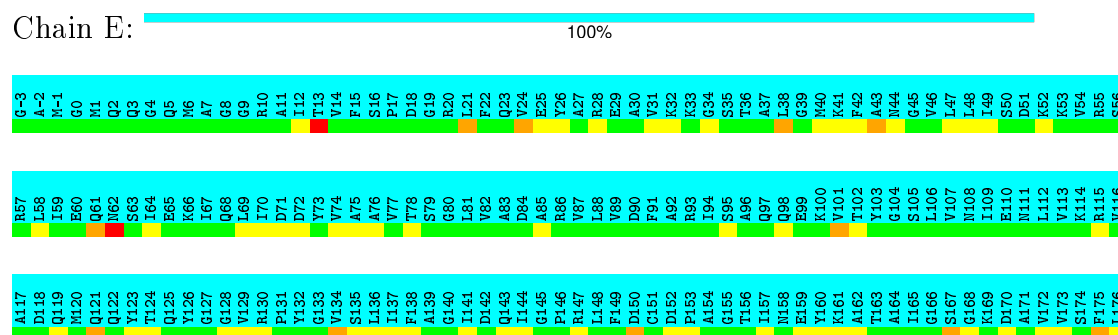 Chain E:
100%
G-3 A-2 M-1 G0 M1 Q2 Q3 G4 Q5 M6 A7 G8 G9 R10 A11 I12 T13 V14 F15 S16 P17 D18 G19 R20 L21 F22 Q23 V24 E25 Y26 A27 R28 E29 A30 V31 K32 K33 G34 S35 T36 A37 L38 G39 M40 K41 F42 A43 N44 G45 V46 L47 L48 I49 S50 D51 K52 K53 V54 R55 S56
R57 L58 I59 E60 Q61 N62 S63 I64 E65 K66 I67 Q68 L69 I70 D71 D72 Y73 V74 A75 A76 V77 T78 S79 G80 L81 V82 A83 D84 A85 R86 V87 L88 V89 D90 F91 A92 R93 I94 S95 A96 Q97 Q98 E99 K100 V101 T102 Y103 G104 S105 L106 V107 N108 I109 E110 N111 L112 V113 K114 R115 V116
A117 D118 Q119 M120 Q121 Q122 Y123 T124 Q125 Y126 G127 G128 V129 R130 P131 Y132 G133 V134 S135 L136 I137 F138 A139 G140 I141 D142 Q143 I144 G145 P146 R147 L148 F149 D150 C151 D152 P153 A154 G155 T156 I157 N158 E159 Y160 K161 A162 T163 A164 I165 G166 S167 G168 K169 D170 A171 V172 V173 S174 F175